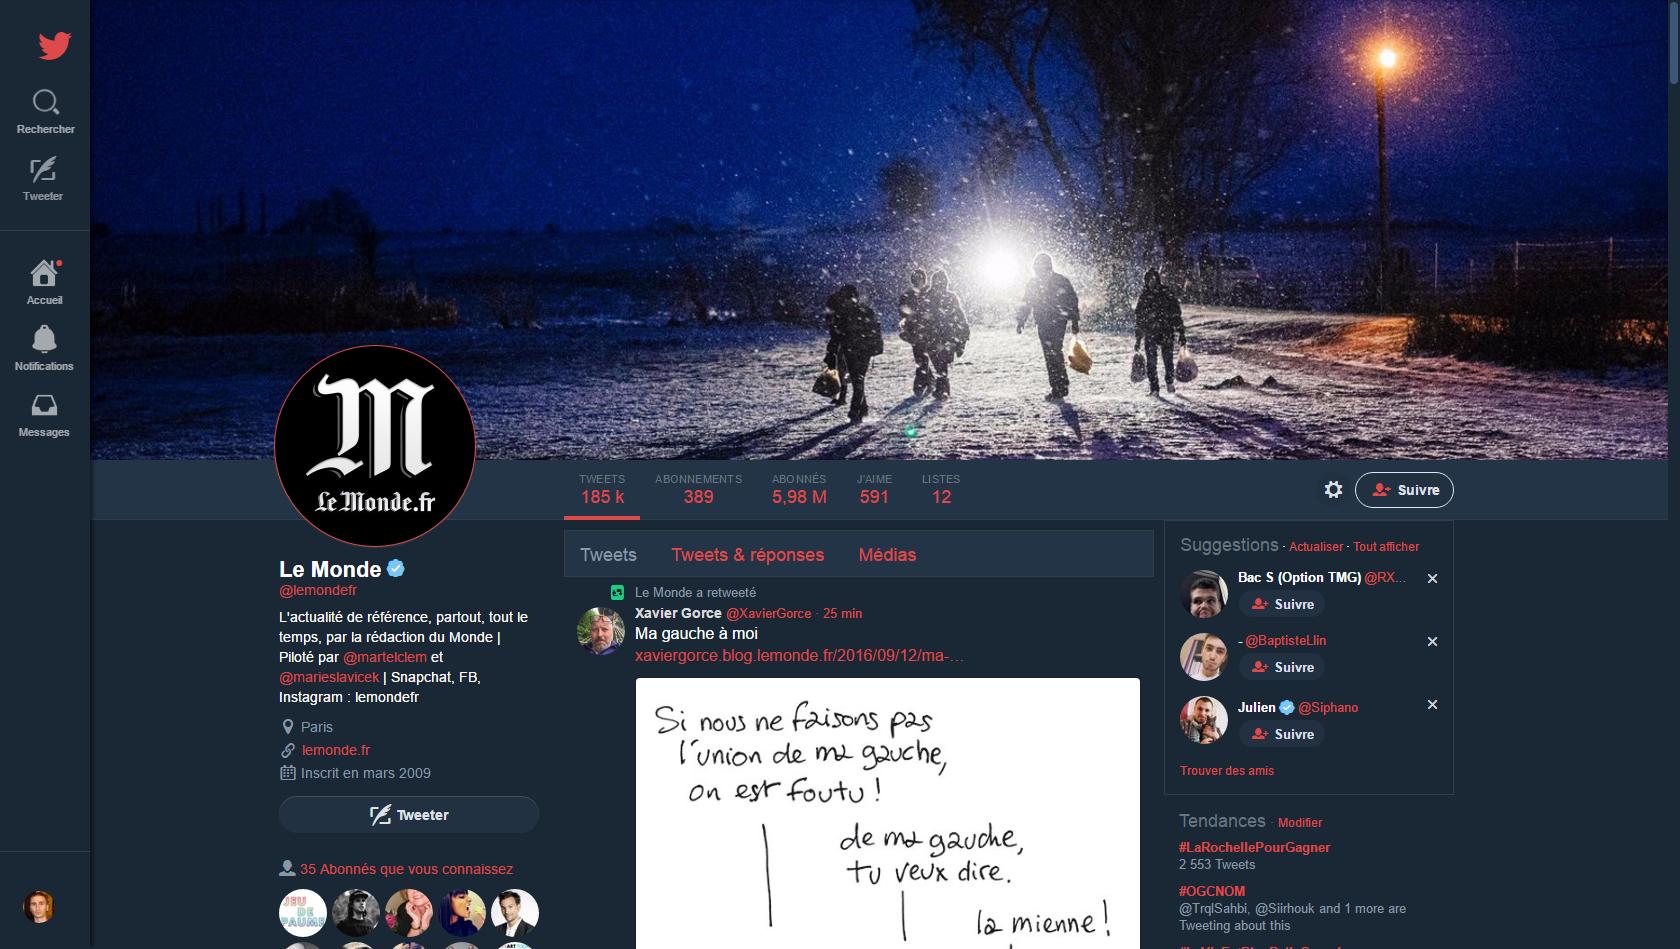 Rechercher
Tweeter
Accueil
Notifications
Messages
M
Le Monde.fr
TWEETS
185 k
ABONNEMENTS
389
ABONNÉS
5,98 M
J'AIME
591
LISTES
12
Suivre
Le Monde
@lemondefr
L'actualité de référence, partout, tout le
temps, par la rédaction du Monde |
Piloté par @martelclem et
@marieslavicek | Snapchat, FB,
Instagram : lemondefr
Paris
lemonde.fr
Inscrit en mars 2009
Tweeter
35 Abonnés que vous connaissez
JEU
DE
PAUME
Tweets
Tweets & réponses
Médias
Le Monde a retweeté
Xavier Gorce @XavierGorce · 25 min
Ma gauche à moi
xaviergorce.blog.lemonde.fr/2016/09/12/ma-…
Si nous ne faisons pas
l'union de ma gauche,
on est foutu !
de ma gauche,
tu veux dire.
la mienne !
Suggestions · Actualiser · Tout afficher
Bac S (Option TMG) @RX...
Suivre
- @BaptisteLlin
Suivre
Julien @Siphano
Suivre
Trouver des amis
Tendances · Modifier
#LaRochellePourGagner
2 553 Tweets
#OGCNOM
@TrqlSahbi, @Siirhouk and 1 more are
Tweeting about this